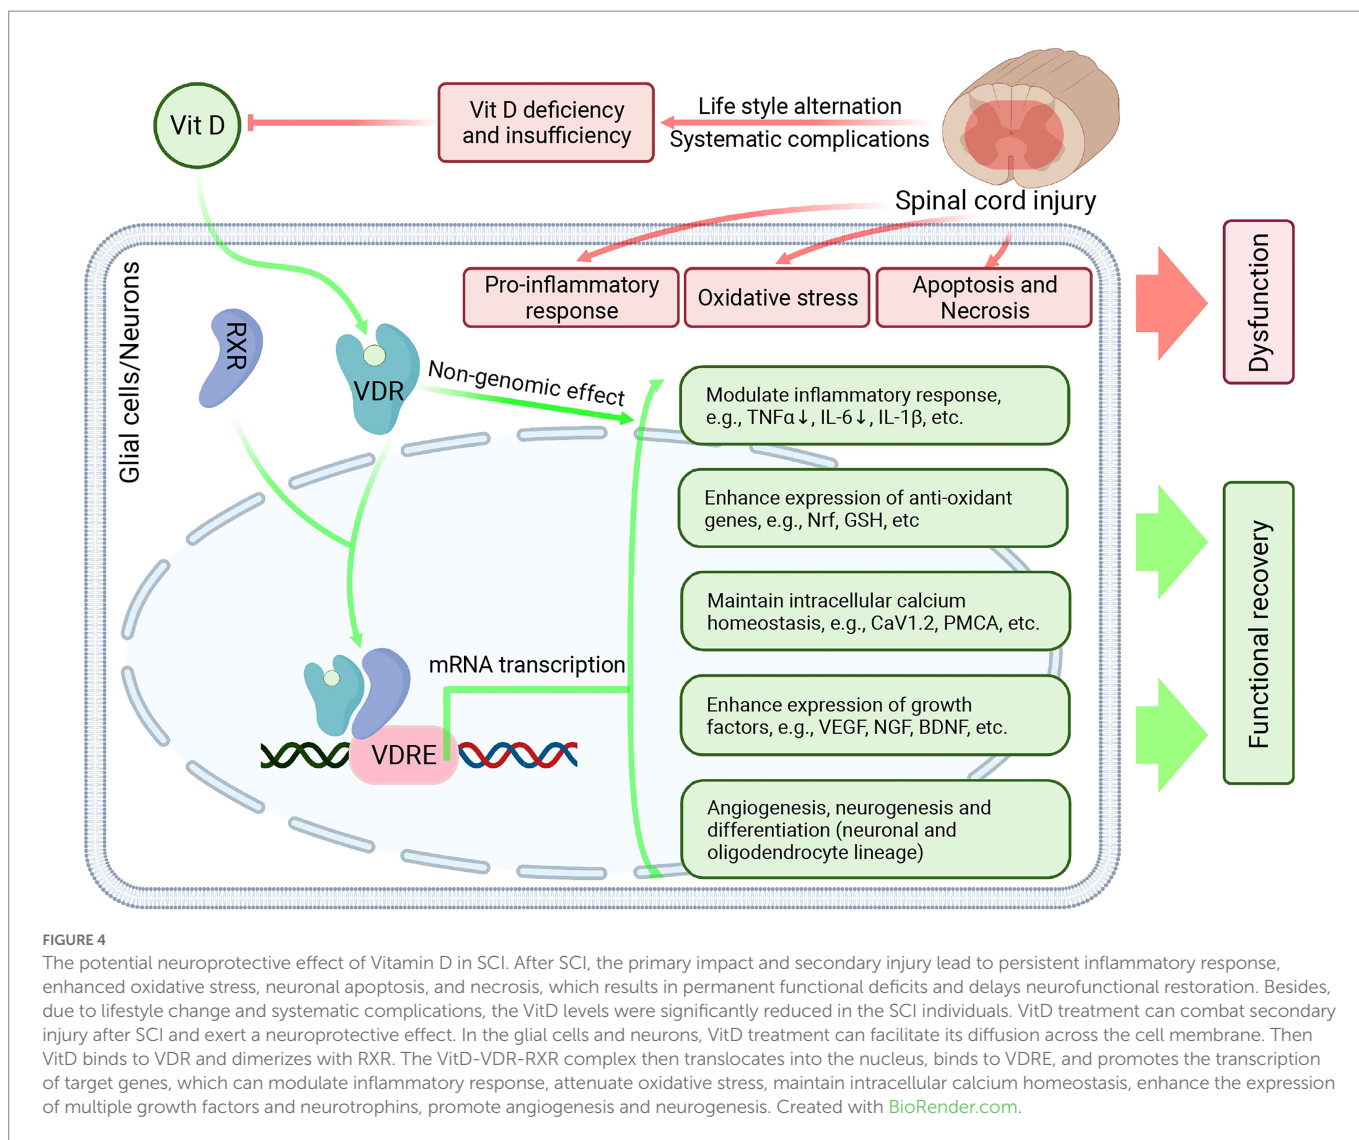 Vit D
Vit D deficiency
and insufficiency
Life style alternation
Systematic complications
Spinal cord injury
Glial cells/Neurons
Pro-inflammatory
response
Oxidative stress
Apoptosis and
Necrosis
Dysfunction
RXR
VDR
Non-genomic effect
Modulate inflammatory response,
e.g., TNFα↓, IL-6↓, IL-1β, etc.
Enhance expression of anti-oxidant
genes, e.g., Nrf, GSH, etc
Maintain intracellular calcium
homeostasis, e.g., CaV1.2, PMCA, etc.
mRNA transcription
Enhance expression of growth
factors, e.g., VEGF, NGF, BDNF, etc.
VDRE
Angiogenesis, neurogenesis and
differentiation (neuronal and
oligodendrocyte lineage)
Functional recovery
FIGURE 4
The potential neuroprotective effect of Vitamin D in SCI. After SCI, the primary impact and secondary injury lead to persistent inflammatory response,
enhanced oxidative stress, neuronal apoptosis, and necrosis, which results in permanent functional deficits and delays neurofunctional restoration. Besides,
due to lifestyle change and systematic complications, the VitD levels were significantly reduced in the SCI individuals. VitD treatment can combat secondary
injury after SCI and exert a neuroprotective effect. In the glial cells and neurons, VitD treatment can facilitate its diffusion across the cell membrane. Then
VitD binds to VDR and dimerizes with RXR. The VitD-VDR-RXR complex then translocates into the nucleus, binds to VDRE, and promotes the transcription
of target genes, which can modulate inflammatory response, attenuate oxidative stress, maintain intracellular calcium homeostasis, enhance the expression
of multiple growth factors and neurotrophins, promote angiogenesis and neurogenesis. Created with BioRender.com.